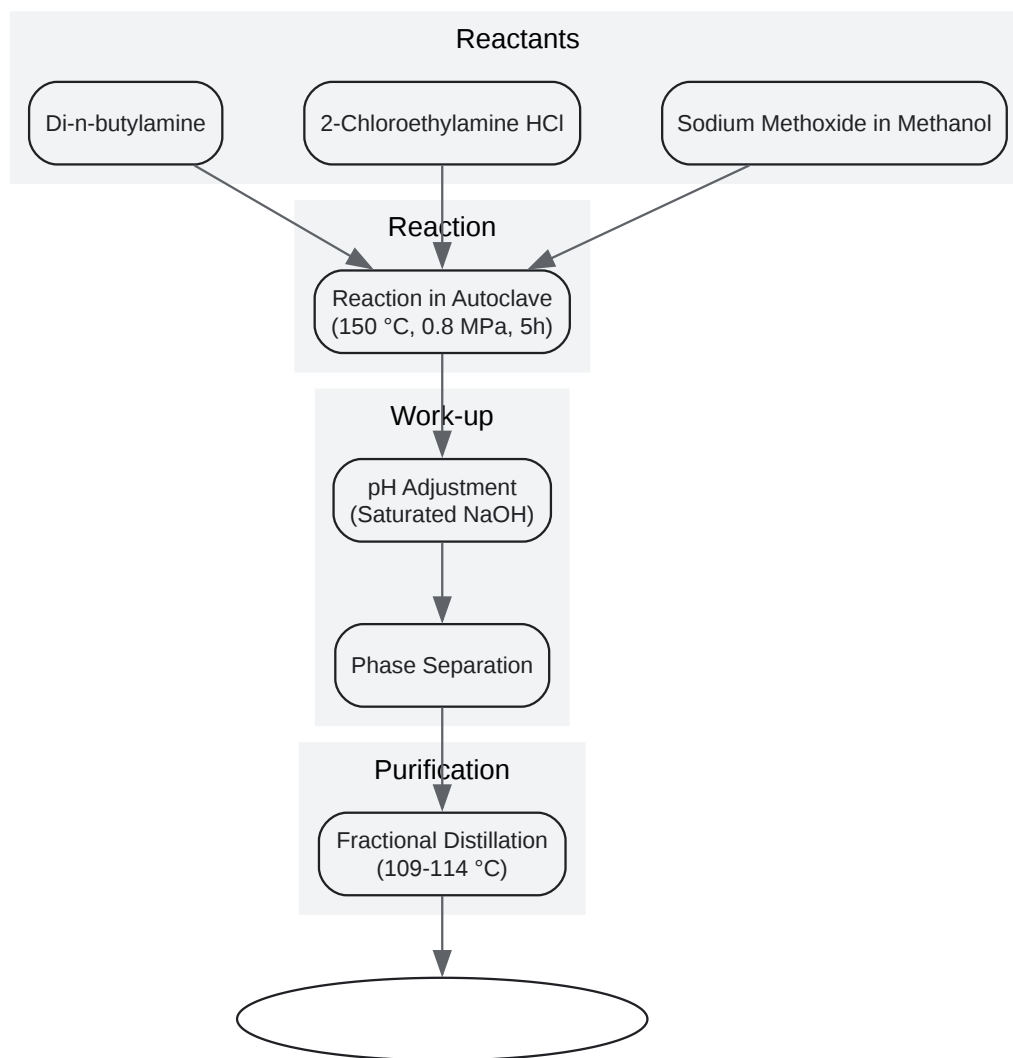 Reactants
Di-n-butylamine
2-Chloroethylamine HCl
Sodium Methoxide in Methanol
Reaction
Reaction in Autoclave
(150 °C, 0.8 MPa, 5h)
Work-up
pH Adjustment
(Saturated NaOH)
Phase Separation
Purification
Fractional Distillation
(109-114 °C)